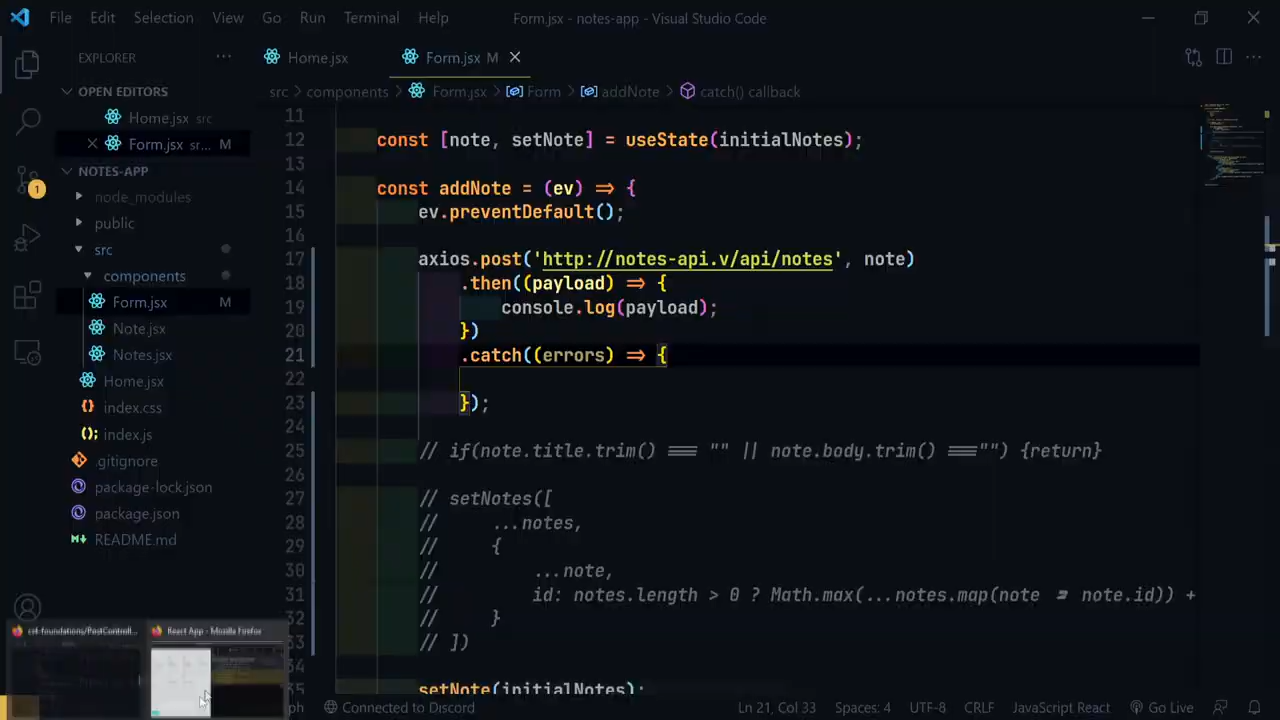 File Edit Selection View Go Run Terminal Help Form.jsx - notes-app - Visual Studio Code
EXPLORER ···
Home.jsx
Form.jsx M
OPEN EDITORS
Home.jsx src
Form.jsx sr... M
NOTES-APP
node_modules
public
src
components
Form.jsx M
Note.jsx
Notes.jsx
Home.jsx
index.css
index.js
.gitignore
package-lock.json
package.json
README.md
1
src > components > Form.jsx > Form > addNote > catch() callback
11
12 const [note, setNote] = useState(initialNotes);
13
14 const addNote = (ev) => {
15 ev.preventDefault();
16
17 axios.post('http://notes-api.v/api/notes', note)
18 .then((payload) => {
19 console.log(payload);
20 })
21 .catch((errors) => {
22
23 });
24
25 // if(note.title.trim() === "" || note.body.trim() ==="") {return}
26
27 // setNotes([
28 // ...notes,
29 // {
30 // ...note,
31 // id: notes.length > 0 ? Math.max(...notes.map(note => note.id)) +
32 // }
33 // ])
34
35 setNote(initialNotes);
React App - Mozilla Firefox
Connected to Discord
Ln 21, Col 33 Spaces: 4 UTF-8 CRLF JavaScript React Go Live